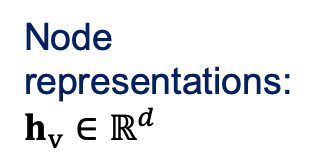 Node
representations:
𝐡ᵥ ∈ ℝᵈ